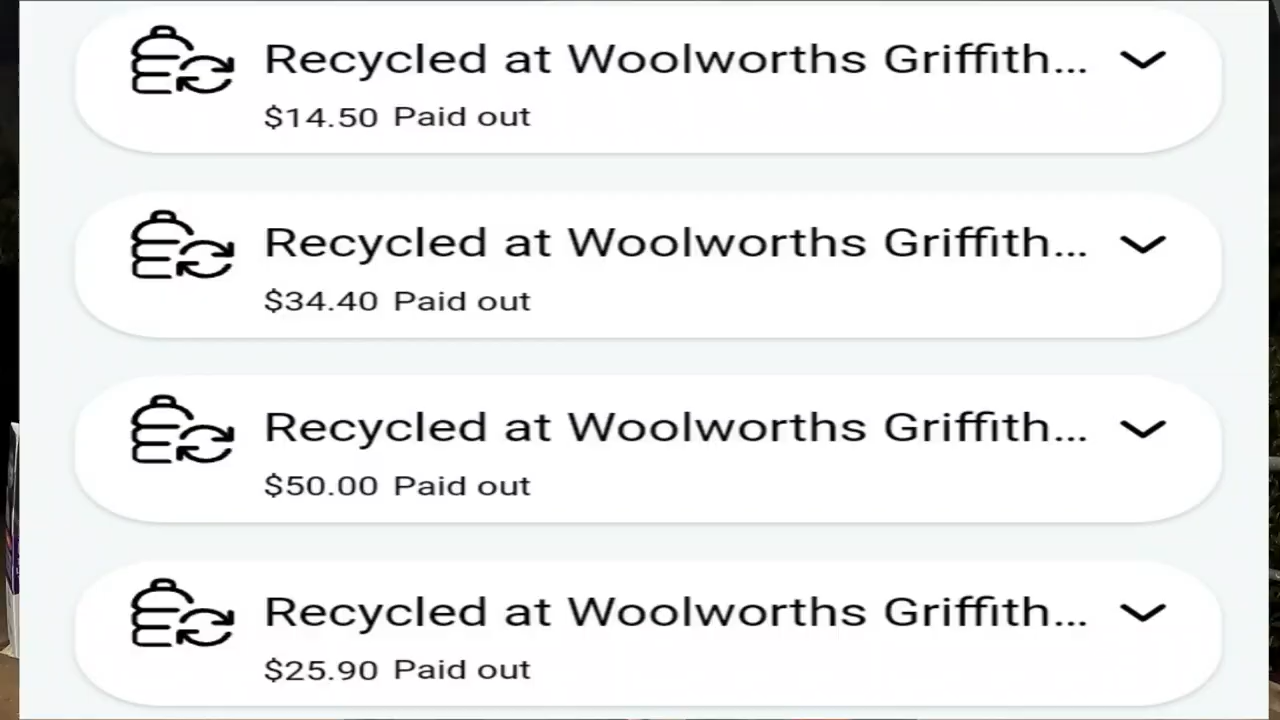 Recycled at Woolworths Griffith...
$14.50 Paid out
Recycled at Woolworths Griffith...
$34.40 Paid out
Recycled at Woolworths Griffith...
$50.00 Paid out
Recycled at Woolworths Griffith...
$25.90 Paid out